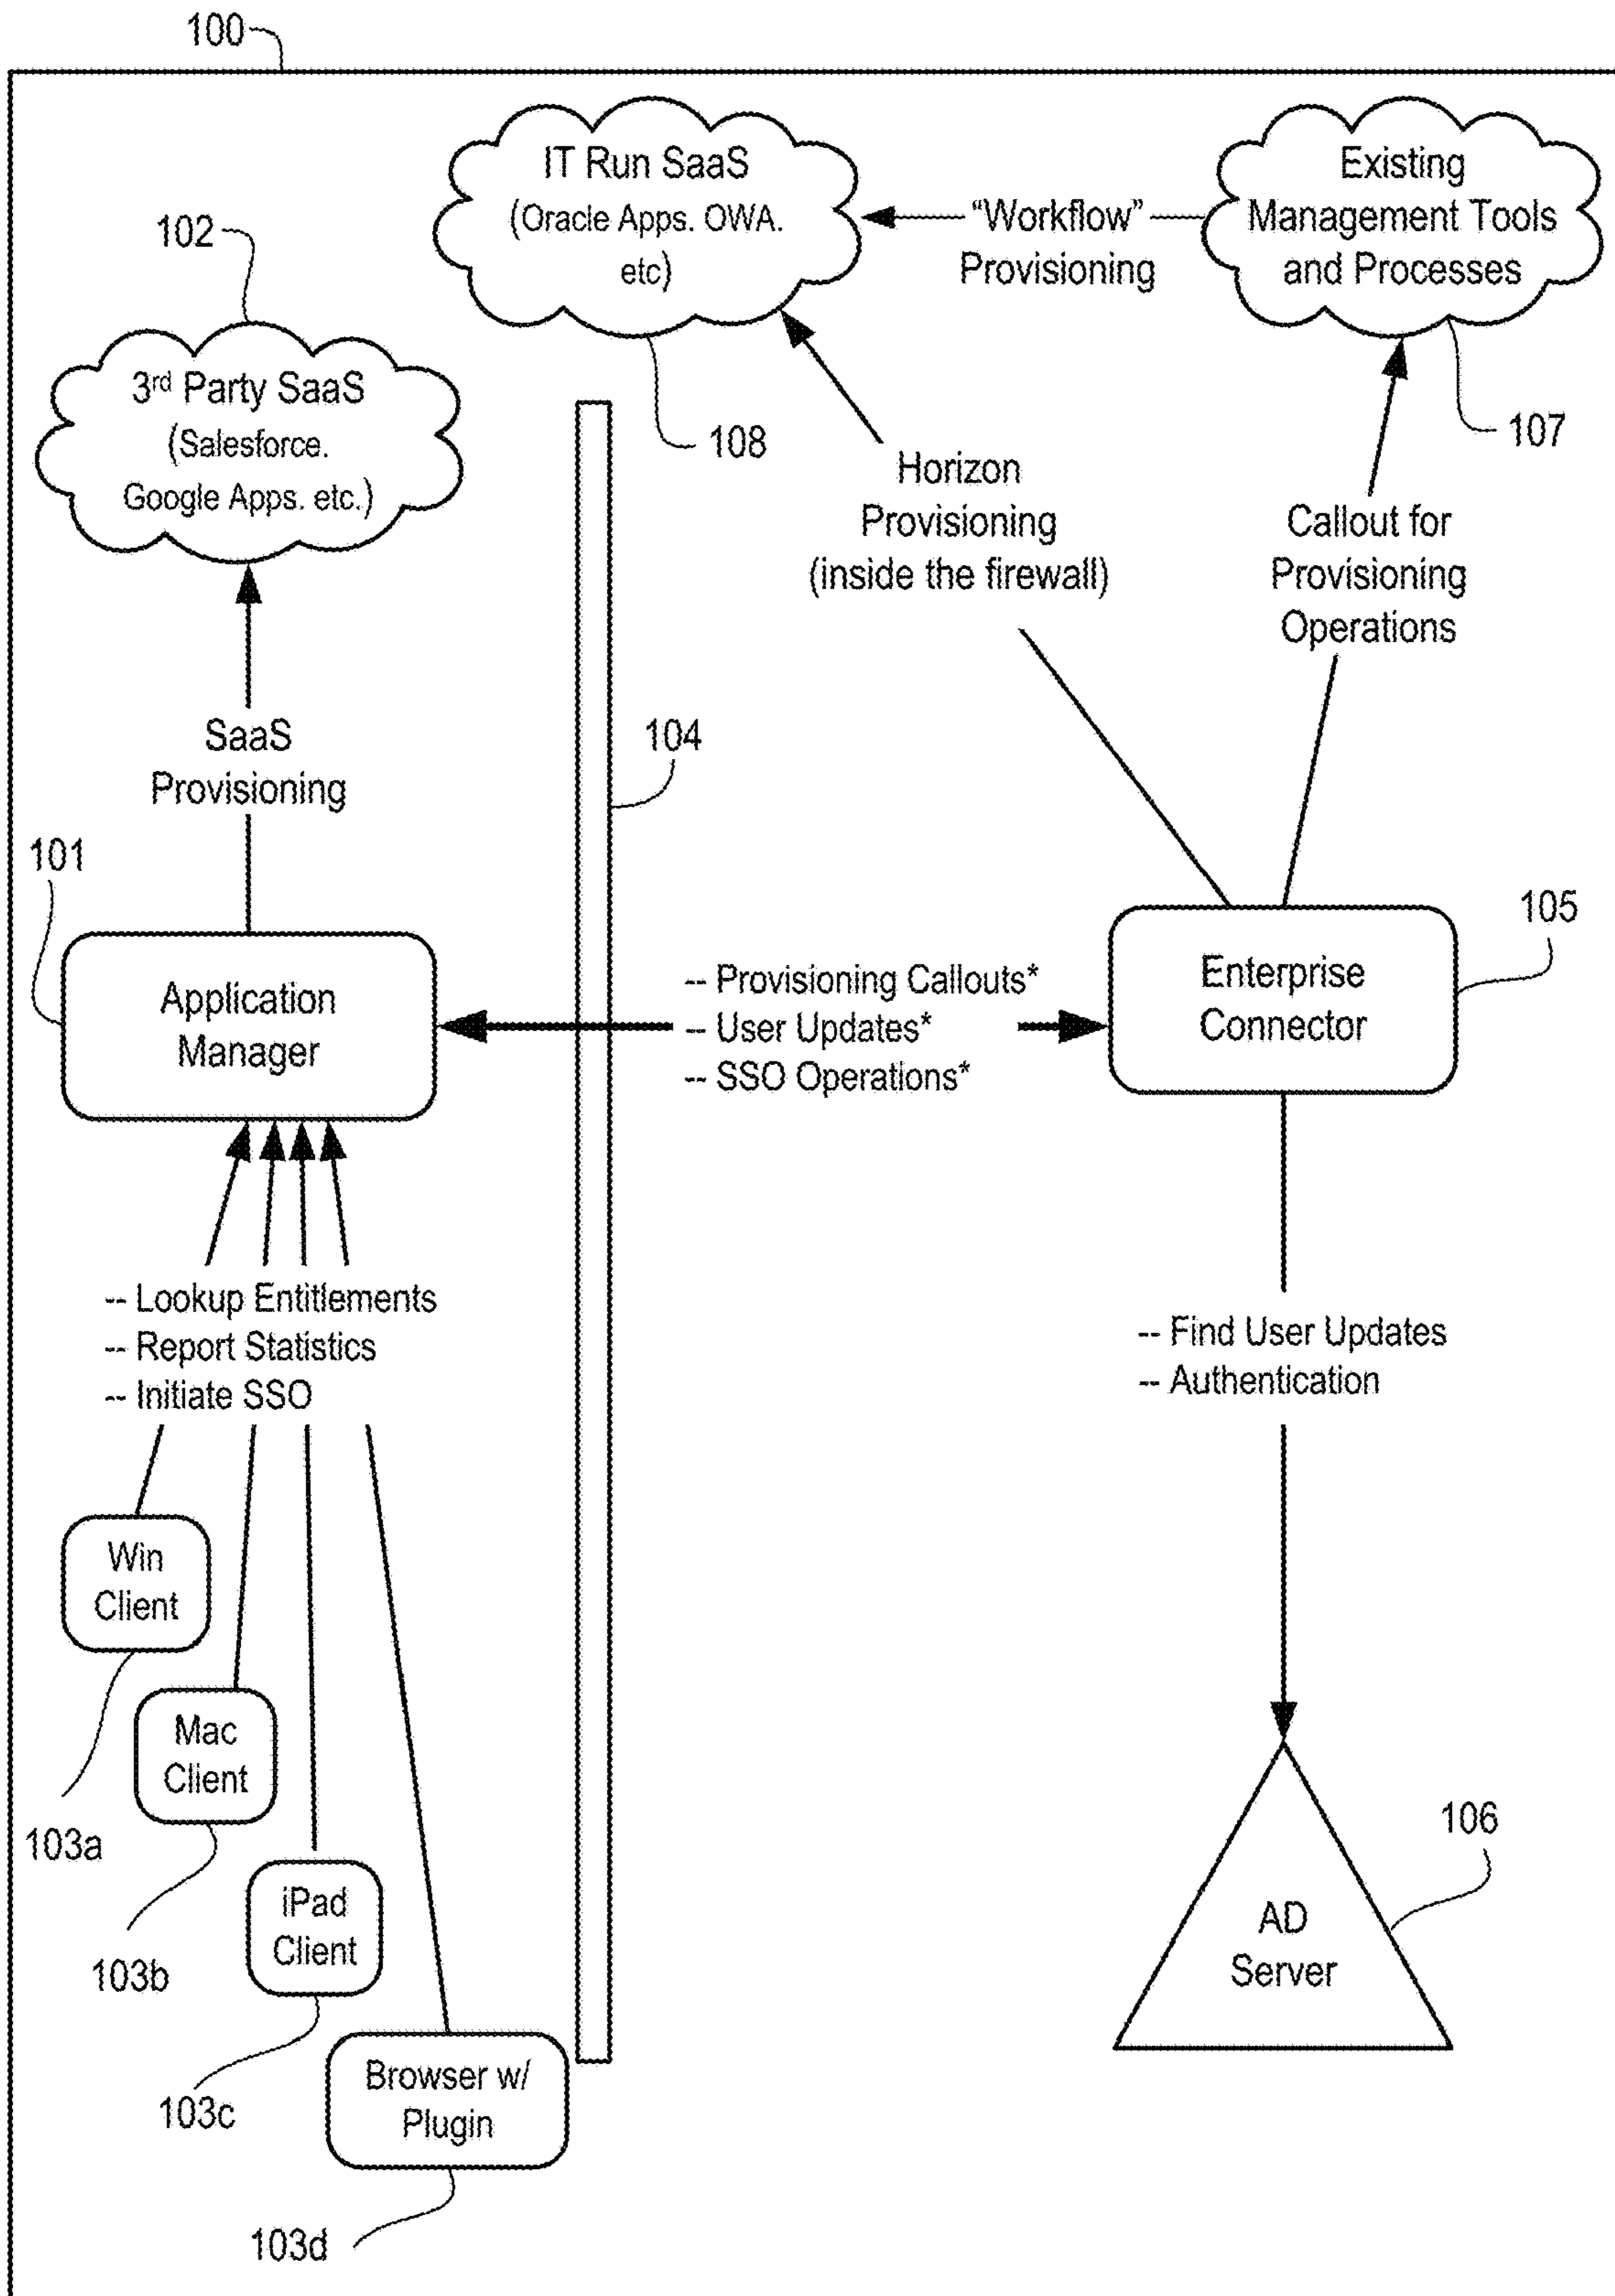 100
IT Run SaaS
(Oracle Apps. OWA.
etc)
"Workflow"
Provisioning
Existing
Management Tools
and Processes
102
3rd Party SaaS
(Salesforce.
Google Apps. etc.)
108
107
Horizon
Provisioning
(inside the firewall)
Callout for
Provisioning
Operations
SaaS
Provisioning
104
101
Application
Manager
-- Provisioning Callouts*
-- User Updates*
-- SSO Operations*
Enterprise
Connector
105
-- Lookup Entitlements
-- Report Statistics
-- Initiate SSO
-- Find User Updates
-- Authentication
Win
Client
103a
Mac
Client
103b
iPad
Client
103c
Browser w/
Plugin
103d
106
AD
Server